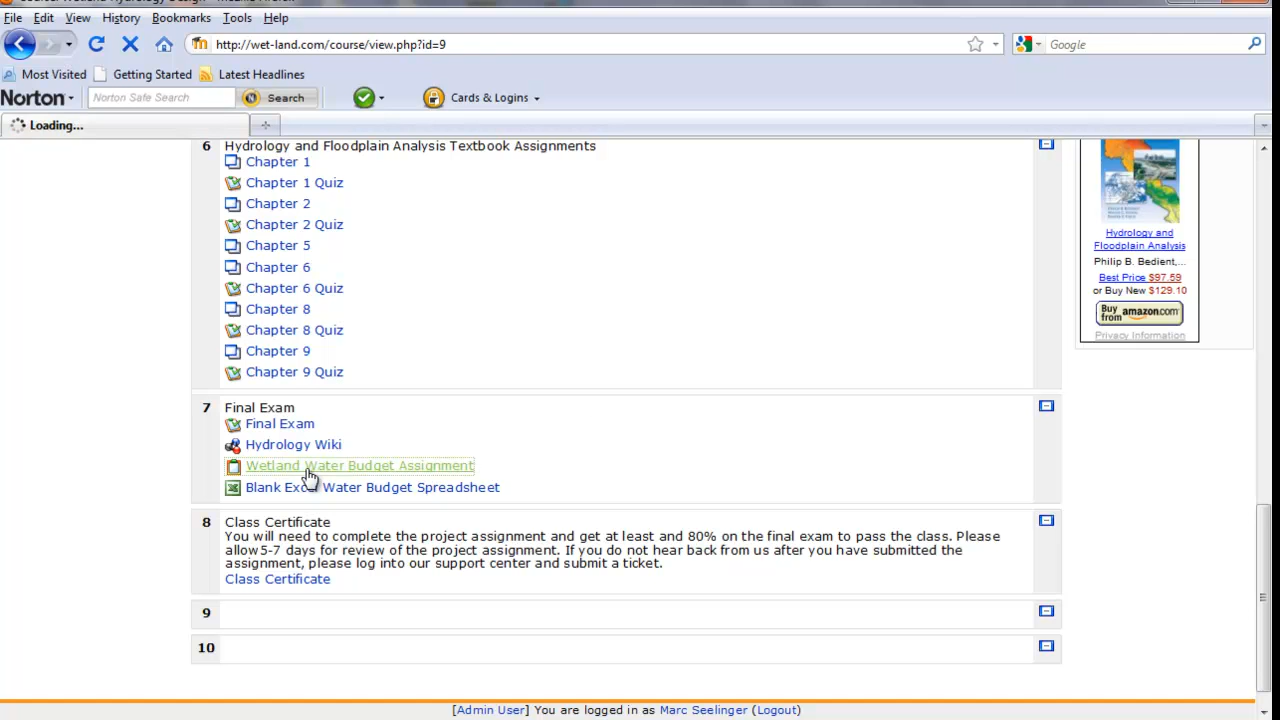 File Edit View History Bookmarks Tools Help
http://wet-land.com/course/view.php?id=9
Google
Most Visited Getting Started Latest Headlines
Norton Norton Safe Search Search Cards & Logins
Loading...
6 Hydrology and Floodplain Analysis Textbook Assignments
Chapter 1
Chapter 1 Quiz
Chapter 2
Chapter 2 Quiz
Chapter 5
Chapter 6
Chapter 6 Quiz
Chapter 8
Chapter 8 Quiz
Chapter 9
Chapter 9 Quiz
Hydrology and
Floodplain Analysis
Philip B. Bedient,...
Best Price $97.59
or Buy New $129.10
Buy from amazon.com
Privacy Information
7 Final Exam
Final Exam
Hydrology Wiki
Wetland Water Budget Assignment
Blank Excel Water Budget Spreadsheet
8 Class Certificate
You will need to complete the project assignment and get at least and 80% on the final exam to pass the class. Please
allow 5-7 days for review of the project assignment. If you do not hear back from us after you have submitted the
assignment, please log into our support center and submit a ticket.
Class Certificate
9
10
[Admin User] You are logged in as Marc Seelinger (Logout)